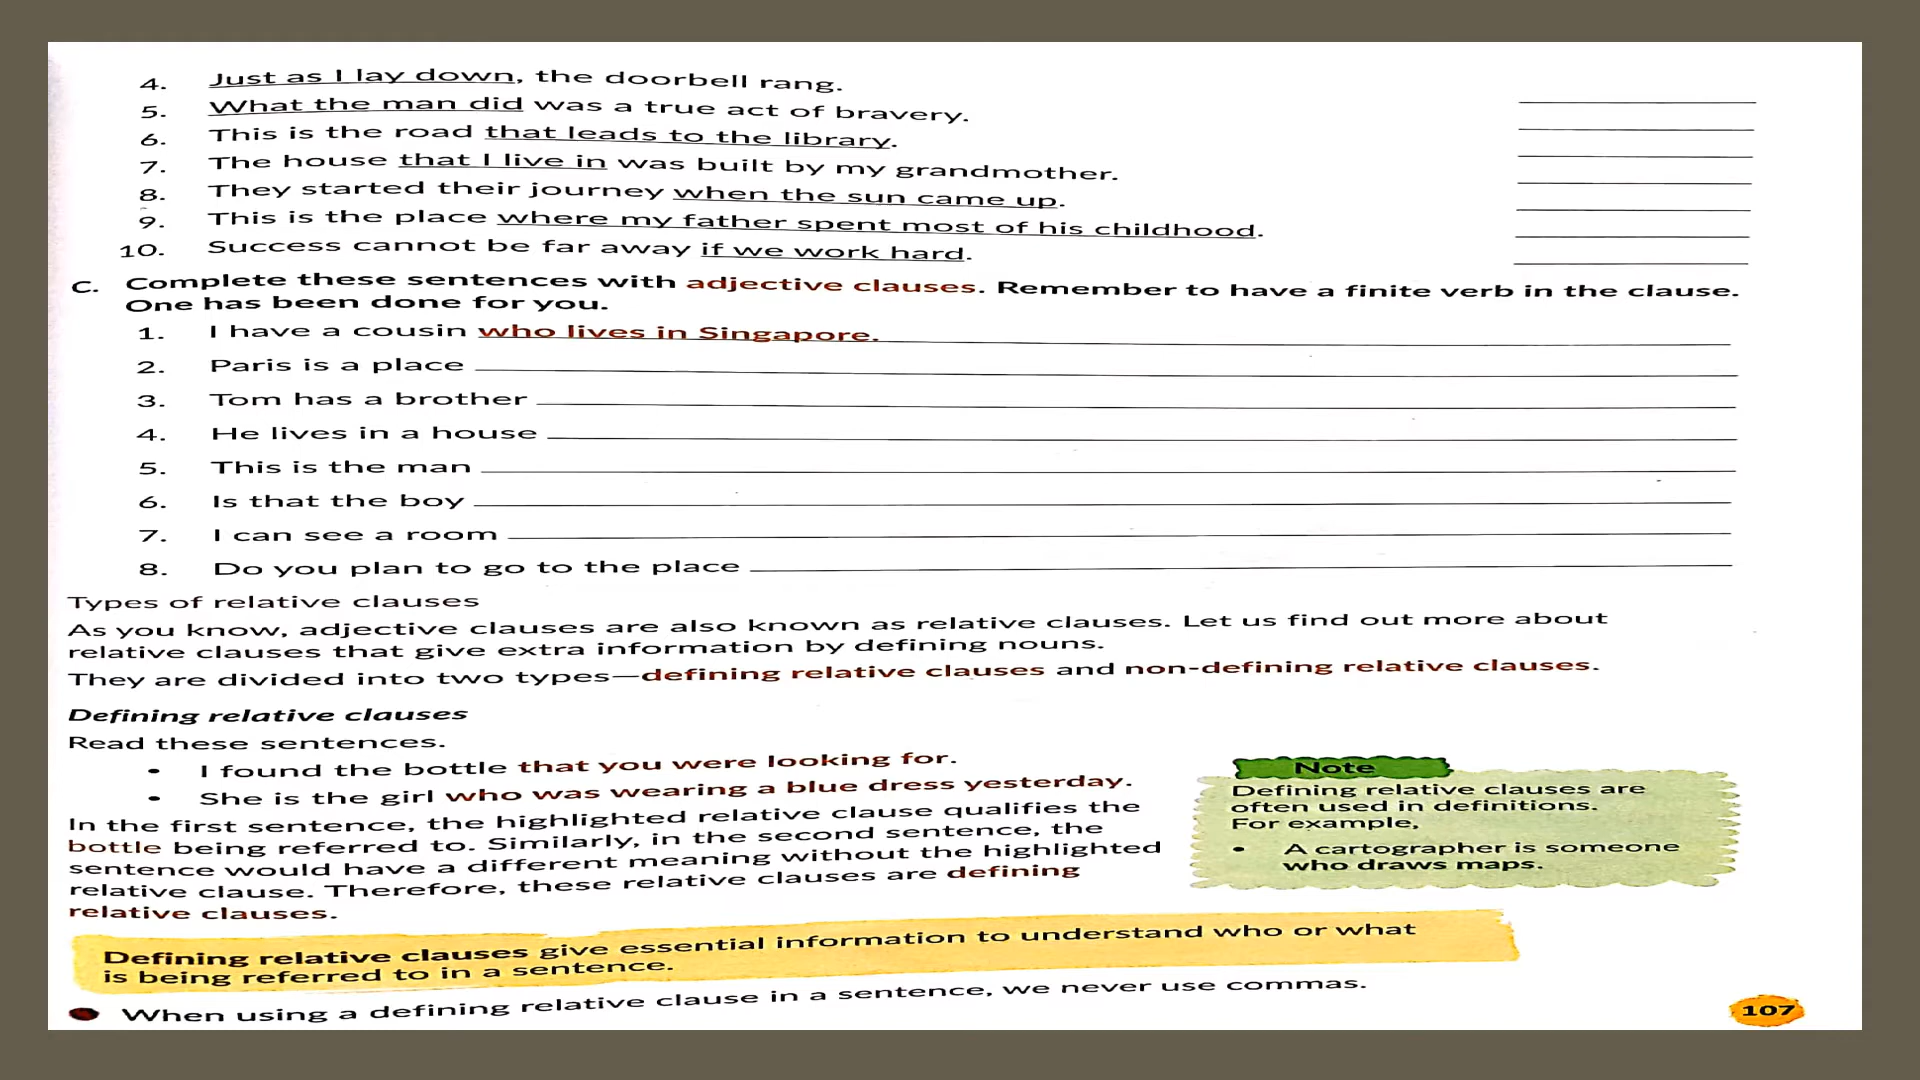 4. Just as I lay down, the doorbell rang.
5. What the man did was a true act of bravery.
6. This is the road that leads to the library.
7. The house that I live in was built by my grandmother.
8. They started their journey when the sun came up.
9. This is the place where my father spent most of his childhood.
10. Success cannot be far away if we work hard.
C. Complete these sentences with adjective clauses. Remember to have a finite verb in the clause.
One has been done for you.
1. I have a cousin who lives in Singapore.
2. Paris is a place
3. Tom has a brother
4. He lives in a house
5. This is the man
6. Is that the boy
7. I can see a room
8. Do you plan to go to the place
Types of relative clauses
As you know, adjective clauses are also known as relative clauses. Let us find out more about
relative clauses that give extra information by defining nouns.
They are divided into two types—defining relative clauses and non-defining relative clauses.
Defining relative clauses
Read these sentences.
• I found the bottle that you were looking for.
• She is the girl who was wearing a blue dress yesterday.
In the first sentence, the highlighted relative clause qualifies the
bottle being referred to. Similarly, in the second sentence, the
sentence would have a different meaning without the highlighted
relative clause. Therefore, these relative clauses are defining
relative clauses.
Note
Defining relative clauses are
often used in definitions.
For example,
• A cartographer is someone
who draws maps.
Defining relative clauses give essential information to understand who or what
is being referred to in a sentence.
• When using a defining relative clause in a sentence, we never use commas.
107